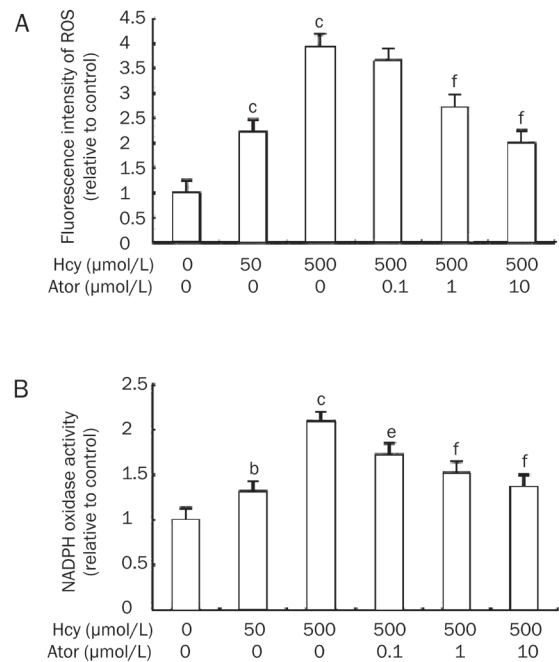 A
Fluorescence intensity of ROS
(relative to control)
4.5
4
3.5
3
2.5
2
1.5
1
0.5
0
c
c
f
f
Hcy (μmol/L) 0 50 500 500 500 500
Ator (μmol/L) 0 0 0 0.1 1 10
B
NADPH oxidase activity
(relative to control)
2.5
2
1.5
1
0.5
0
b
c
e
f
f
Hcy (μmol/L) 0 50 500 500 500 500
Ator (μmol/L) 0 0 0 0.1 1 10